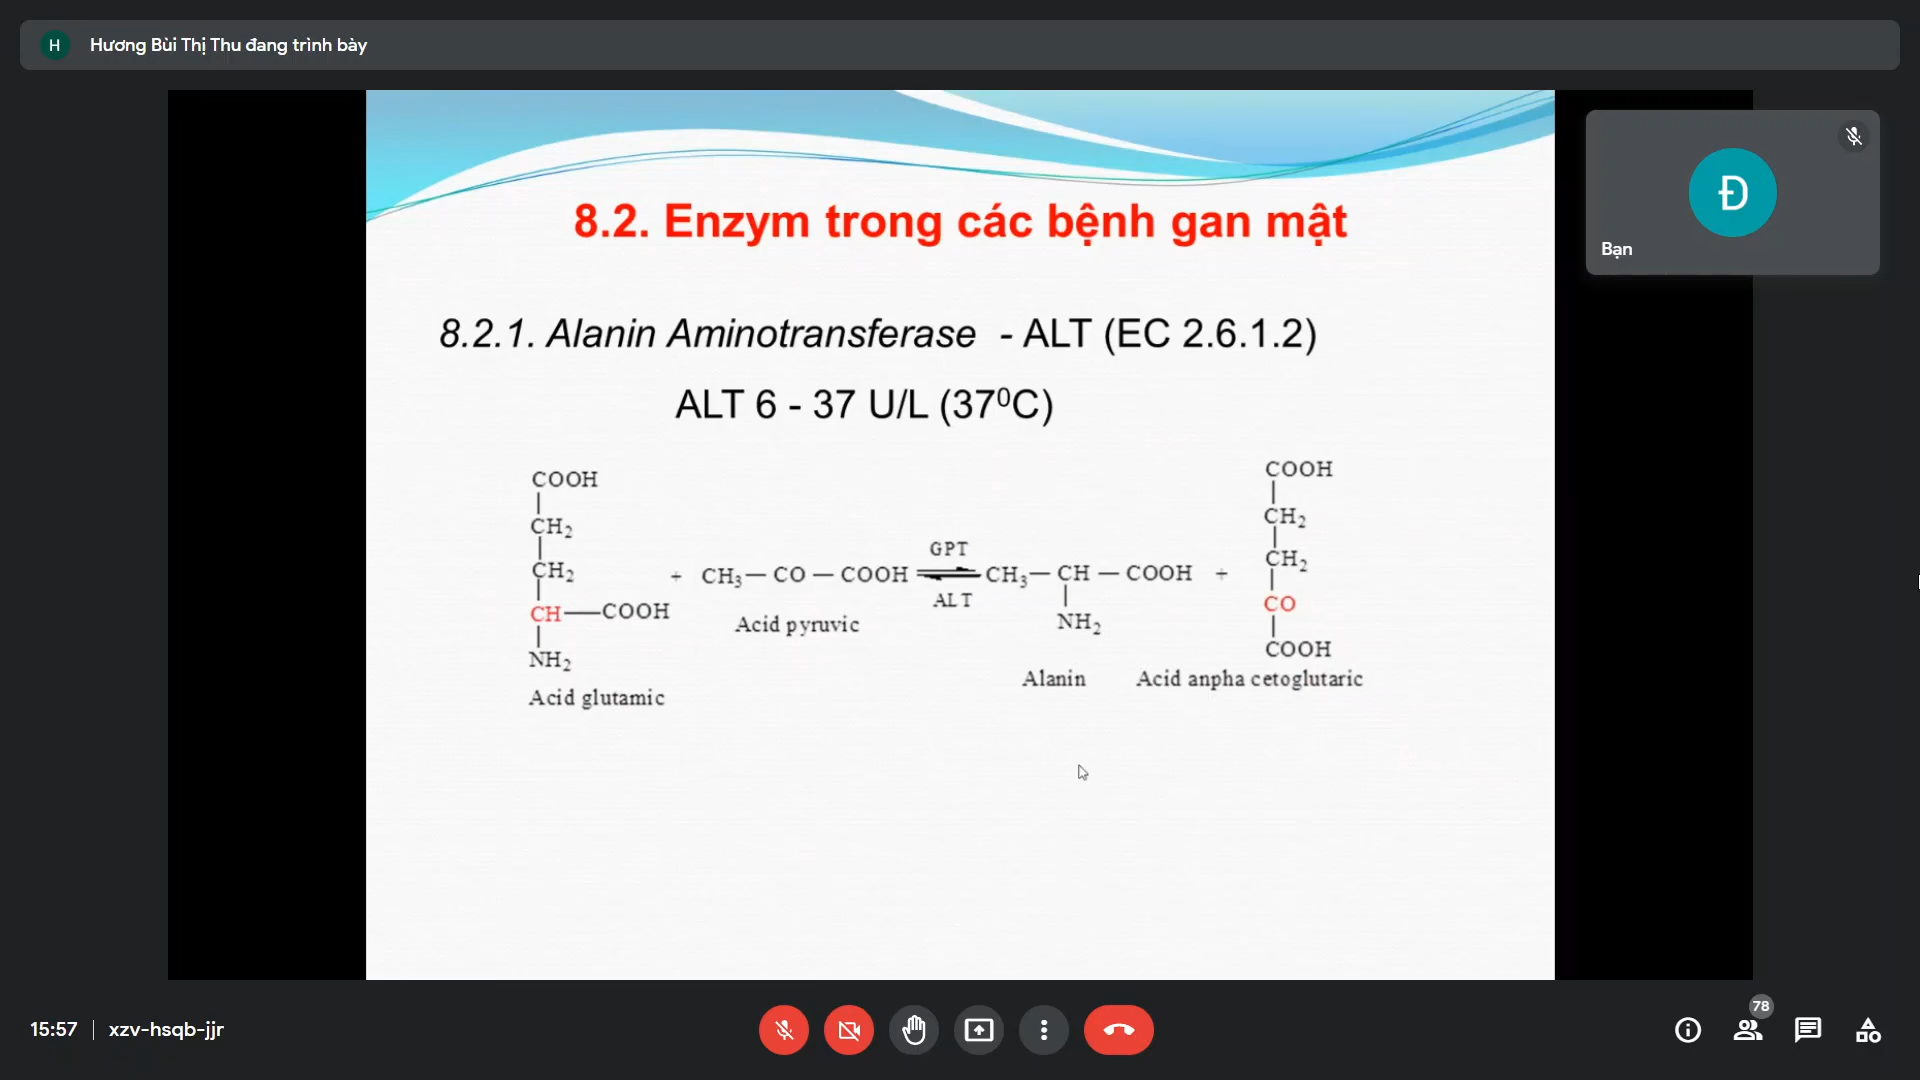 H Hương Bùi Thị Thu đang trình bày
Đ
Bạn
8.2. Enzym trong các bệnh gan mật
8.2.1. Alanin Aminotransferase - ALT (EC 2.6.1.2)
ALT 6 - 37 U/L (37⁰C)
COOH
CH₂
CH₂
CH—COOH
NH₂
Acid glutamic
+ CH₃— CO — COOH
Acid pyruvic
GPT
ALT
CH₃— CH — COOH +
NH₂
Alanin
COOH
CH₂
CH₂
CO
COOH
Acid anpha cetoglutaric
15:57 | xzv-hsqb-jjr
78